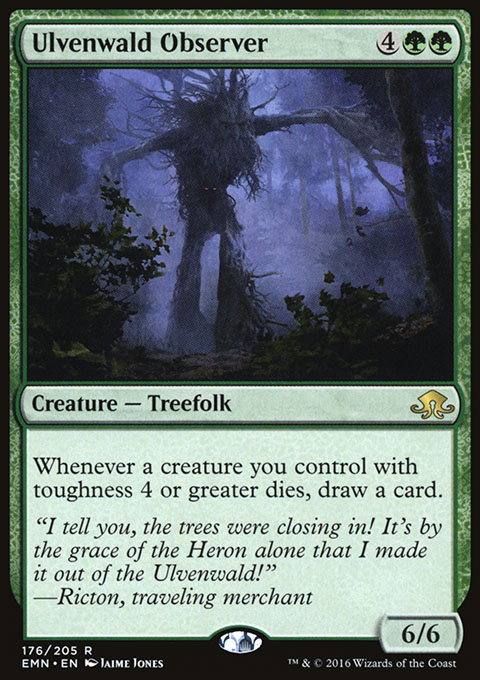 Ulvenwald Observer 4
Creature — Treefolk
Whenever a creature you control with
toughness 4 or greater dies, draw a card.
“I tell you, the trees were closing in! It’s by
the grace of the Heron alone that I made
it out of the Ulvenwald!”
—Ricton, traveling merchant
6/6
176/205 R
EMN • EN JAIME JONES
™ & © 2016 Wizards of the Coast